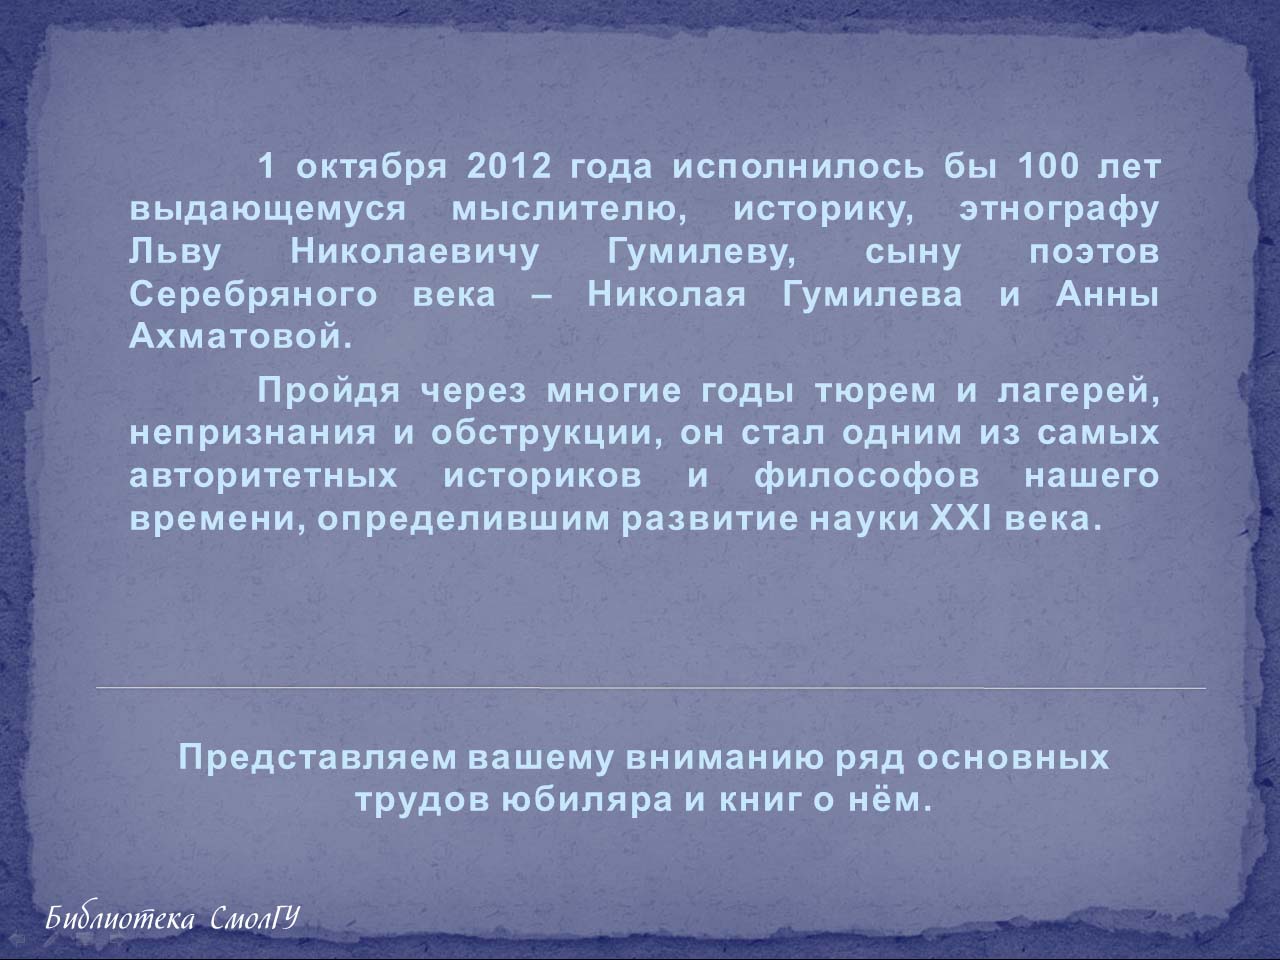 1 октября 2012 года исполнилось бы 100 лет
выдающемуся мыслителю, историку, этнографу
Льву Николаевичу Гумилеву, сыну поэтов
Серебряного века – Николая Гумилева и Анны
Ахматовой.
Пройдя через многие годы тюрем и лагерей,
непризнания и обструкции, он стал одним из самых
авторитетных историков и философов нашего
времени, определившим развитие науки XXI века.
Представляем вашему вниманию ряд основных
трудов юбиляра и книг о нём.
Библиотека СмолГУ